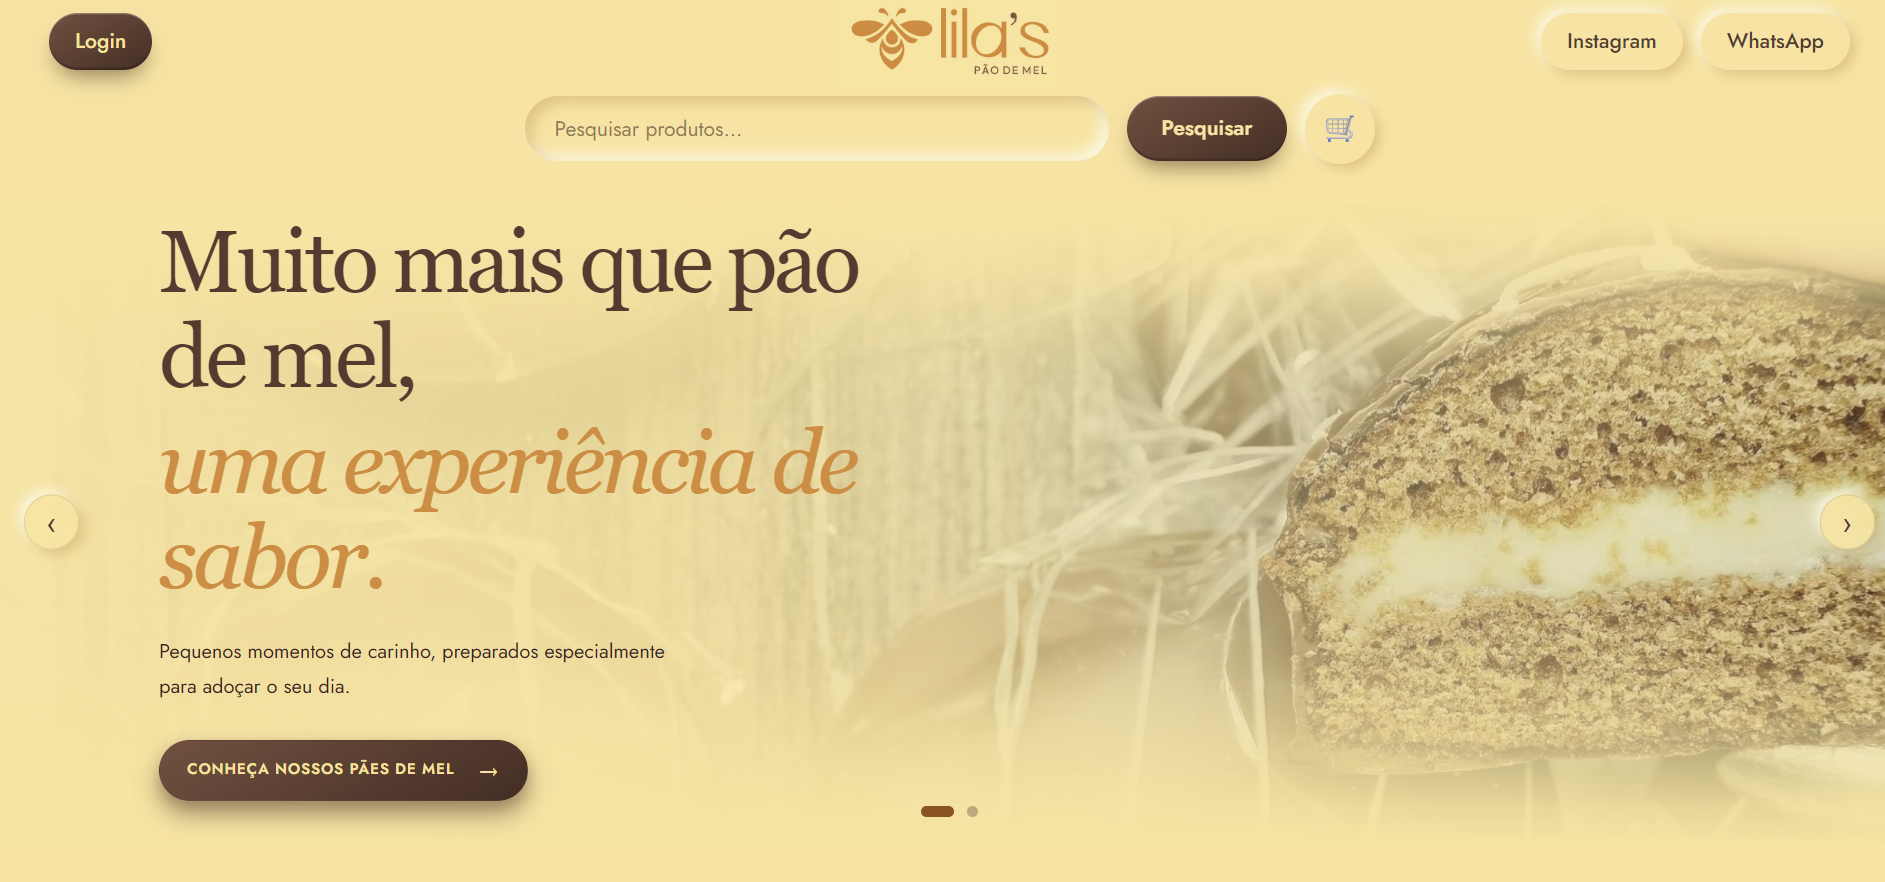 Login
lila's
PÃO DE MEL
Instagram
WhatsApp
Pesquisar produtos...
Pesquisar
Muito mais que pão
de mel,
uma experiência de
sabor.
Pequenos momentos de carinho, preparados especialmente
para adoçar o seu dia.
CONHEÇA NOSSOS PÃES DE MEL →